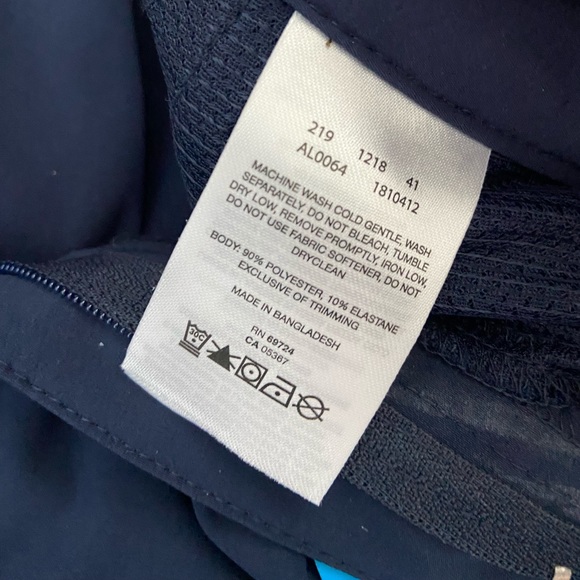 219 1218 41
AL0064 1810412
MACHINE WASH COLD GENTLE, WASH
SEPARATELY, DO NOT BLEACH, TUMBLE
DRY LOW, REMOVE PROMPTLY, IRON LOW,
DO NOT USE FABRIC SOFTENER, DO NOT
DRYCLEAN
BODY: 90% POLYESTER, 10% ELASTANE
EXCLUSIVE OF TRIMMING
MADE IN BANGLADESH
RN 69724
CA 05367
30C